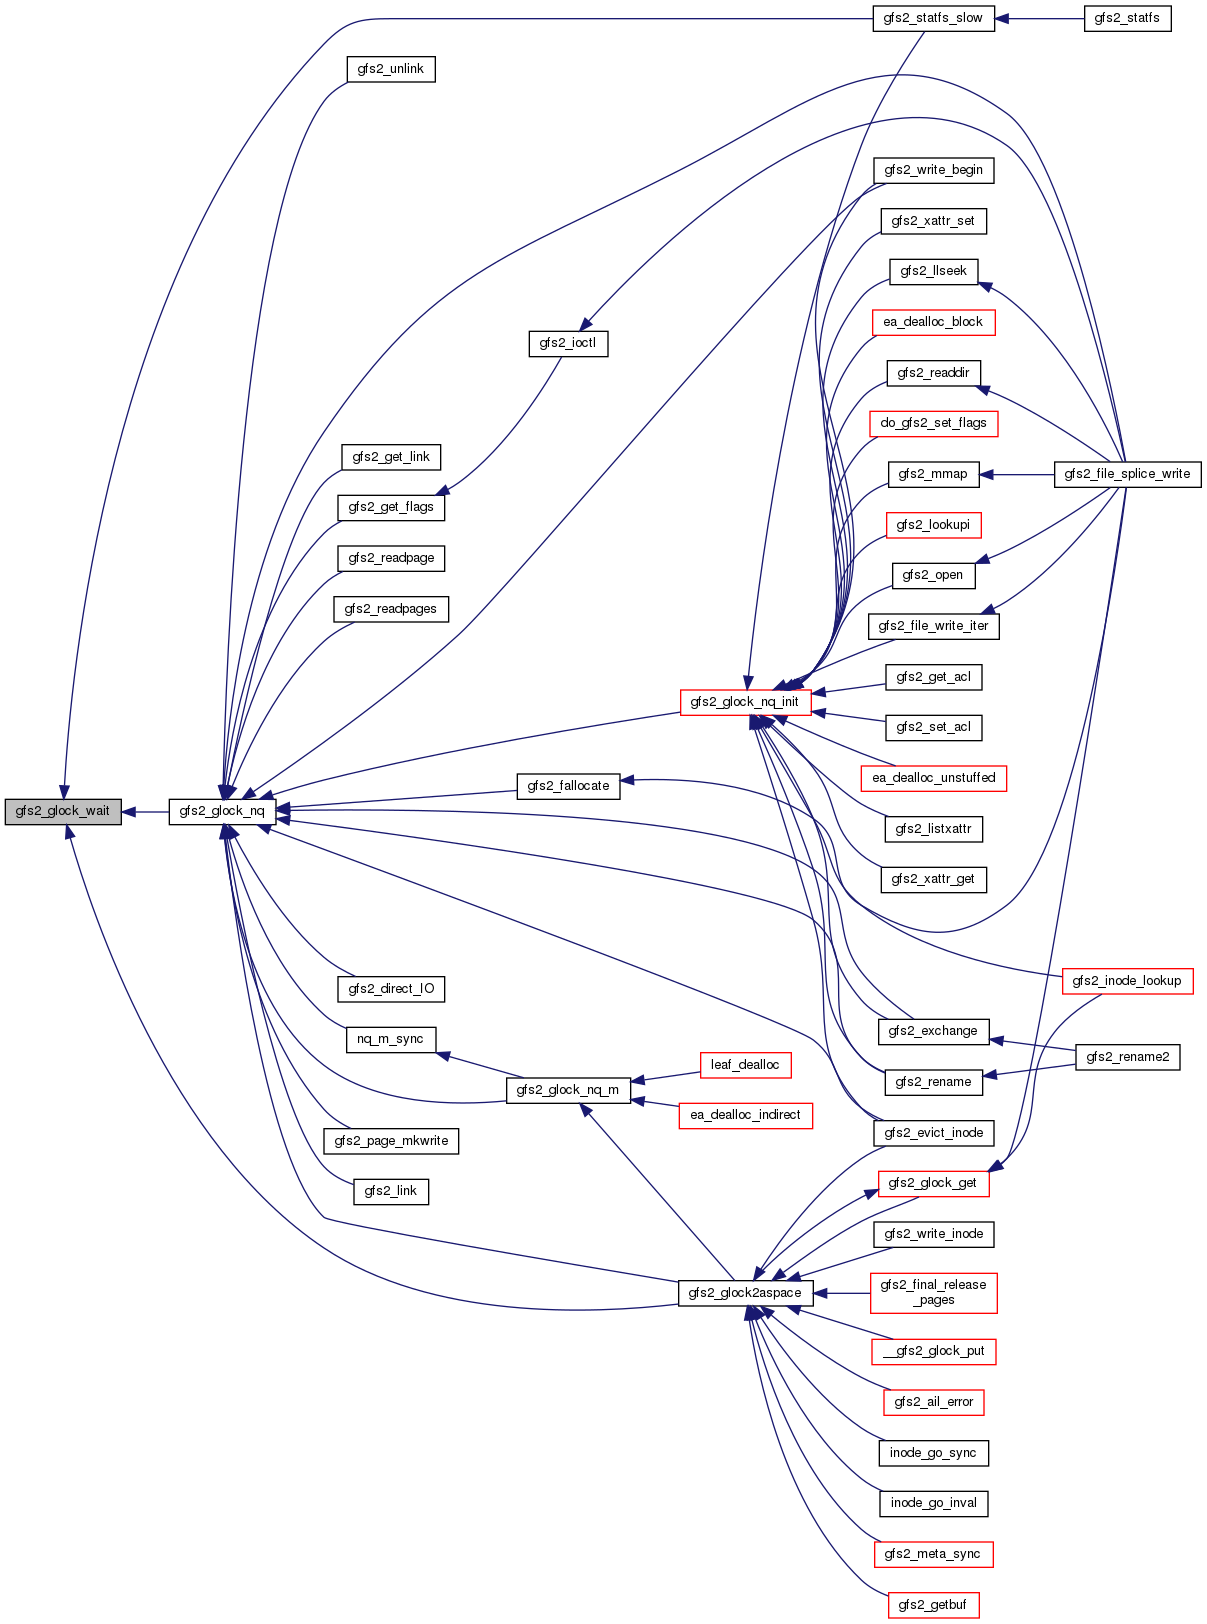 gfs2_statfs_slow
gfs2_statfs
gfs2_unlink
gfs2_write_begin
gfs2_xattr_set
gfs2_llseek
ea_dealloc_block
gfs2_ioctl
gfs2_readdir
do_gfs2_set_flags
gfs2_get_link
gfs2_mmap
gfs2_file_splice_write
gfs2_get_flags
gfs2_lookupi
gfs2_readpage
gfs2_open
gfs2_readpages
gfs2_file_write_iter
gfs2_get_acl
gfs2_glock_nq_init
gfs2_set_acl
ea_dealloc_unstuffed
gfs2_fallocate
gfs2_glock_wait
gfs2_glock_nq
gfs2_listxattr
gfs2_xattr_get
gfs2_inode_lookup
gfs2_direct_IO
gfs2_exchange
nq_m_sync
gfs2_rename2
leaf_dealloc
gfs2_rename
gfs2_glock_nq_m
ea_dealloc_indirect
gfs2_evict_inode
gfs2_page_mkwrite
gfs2_glock_get
gfs2_link
gfs2_write_inode
gfs2_glock2aspace
gfs2_final_release
_pages
__gfs2_glock_put
gfs2_ail_error
inode_go_sync
inode_go_inval
gfs2_meta_sync
gfs2_getbuf